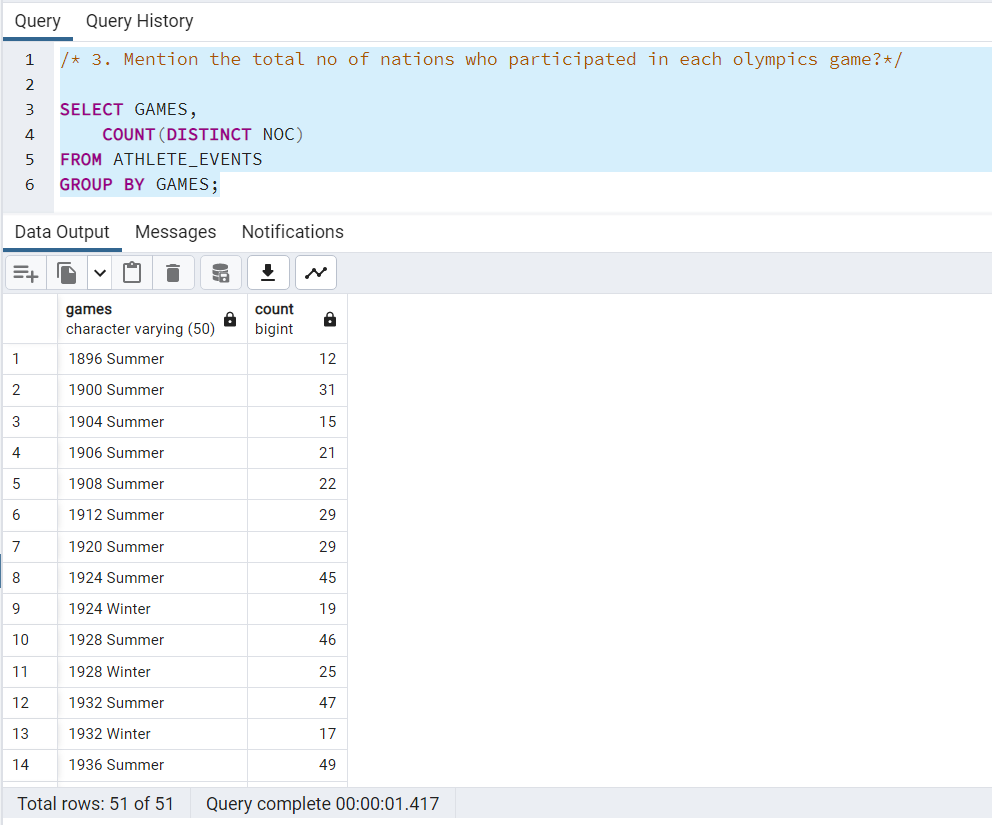 Query Query History
1 /* 3. Mention the total no of nations who participated in each olympics game?*/
2
3 SELECT GAMES,
4 COUNT(DISTINCT NOC)
5 FROM ATHLETE_EVENTS
6 GROUP BY GAMES;
Data Output Messages Notifications
games count
character varying (50) bigint
1 1896 Summer 12
2 1900 Summer 31
3 1904 Summer 15
4 1906 Summer 21
5 1908 Summer 22
6 1912 Summer 29
7 1920 Summer 29
8 1924 Summer 45
9 1924 Winter 19
10 1928 Summer 46
11 1928 Winter 25
12 1932 Summer 47
13 1932 Winter 17
14 1936 Summer 49
Total rows: 51 of 51 Query complete 00:00:01.417